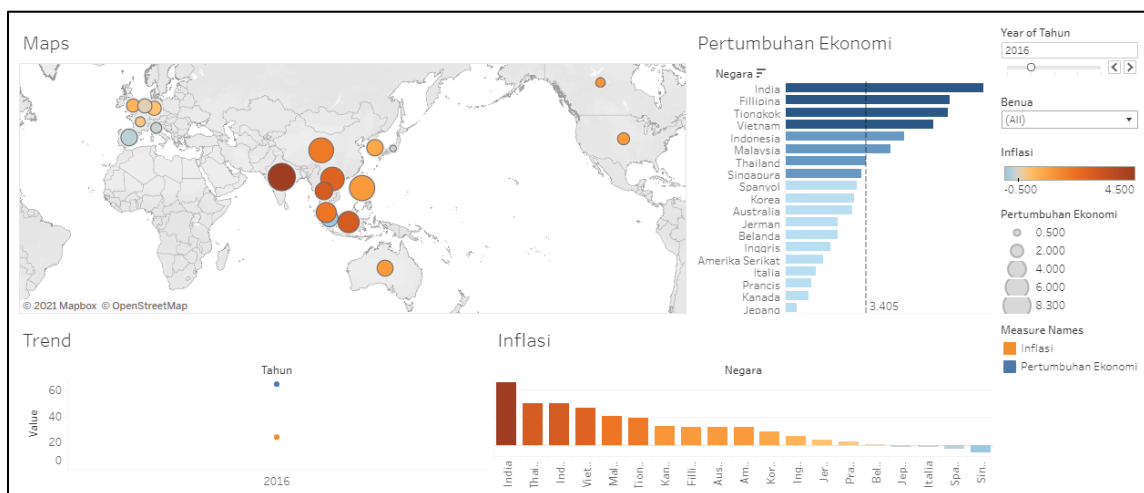 Maps
© 2021 Mapbox © OpenStreetMap
Pertumbuhan Ekonomi
Negara
India
Fillipina
Tiongkok
Vietnam
Indonesia
Malaysia
Thailand
Singapura
Spanyol
Korea
Australia
Jerman
Belanda
Inggris
Amerika Serikat
Italia
Prancis
Kanada
Jepang
3.405
Year of Tahun
2016
Benua
(All)
Inflasi
-0.500 4.500
Pertumbuhan Ekonomi
0.500
2.000
4.000
6.000
8.300
Measure Names
Inflasi
Pertumbuhan Ekonomi
Trend
Tahun
Value
60
40
20
0
2016
Inflasi
Negara
India
Thai..
Ind..
Viet..
Mal..
Tion..
Kan..
Filli..
Aus..
Am..
Kor..
Ing..
Jer..
Pra..
Bel..
Jep..
Italia
Spa..
Sin..